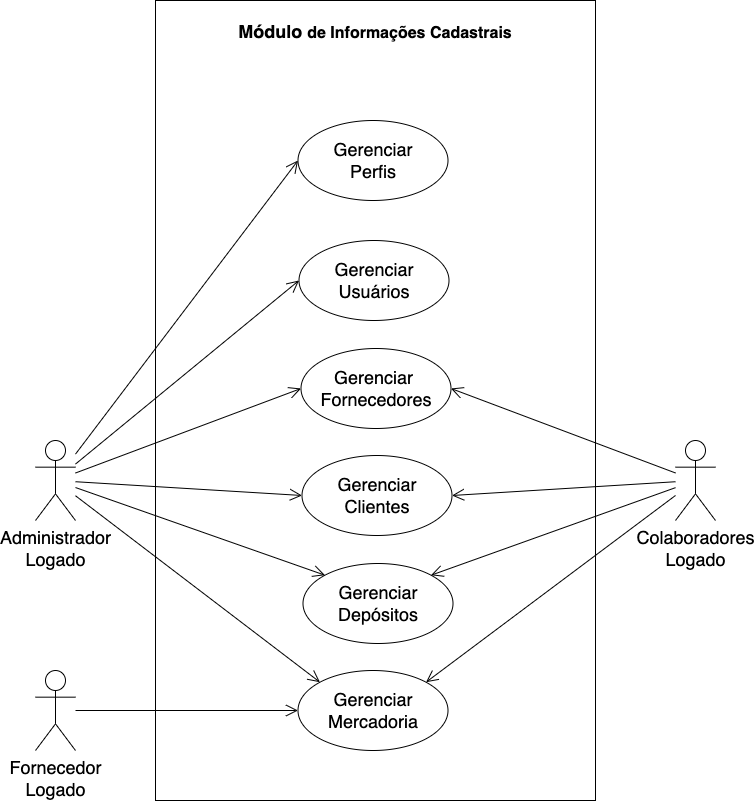 Módulo de Informações Cadastrais
Gerenciar
Perfis
Gerenciar
Usuários
Gerenciar
Fornecedores
Gerenciar
Clientes
Administrador
Logado
Colaboradores
Logado
Gerenciar
Depósitos
Gerenciar
Mercadoria
Fornecedor
Logado